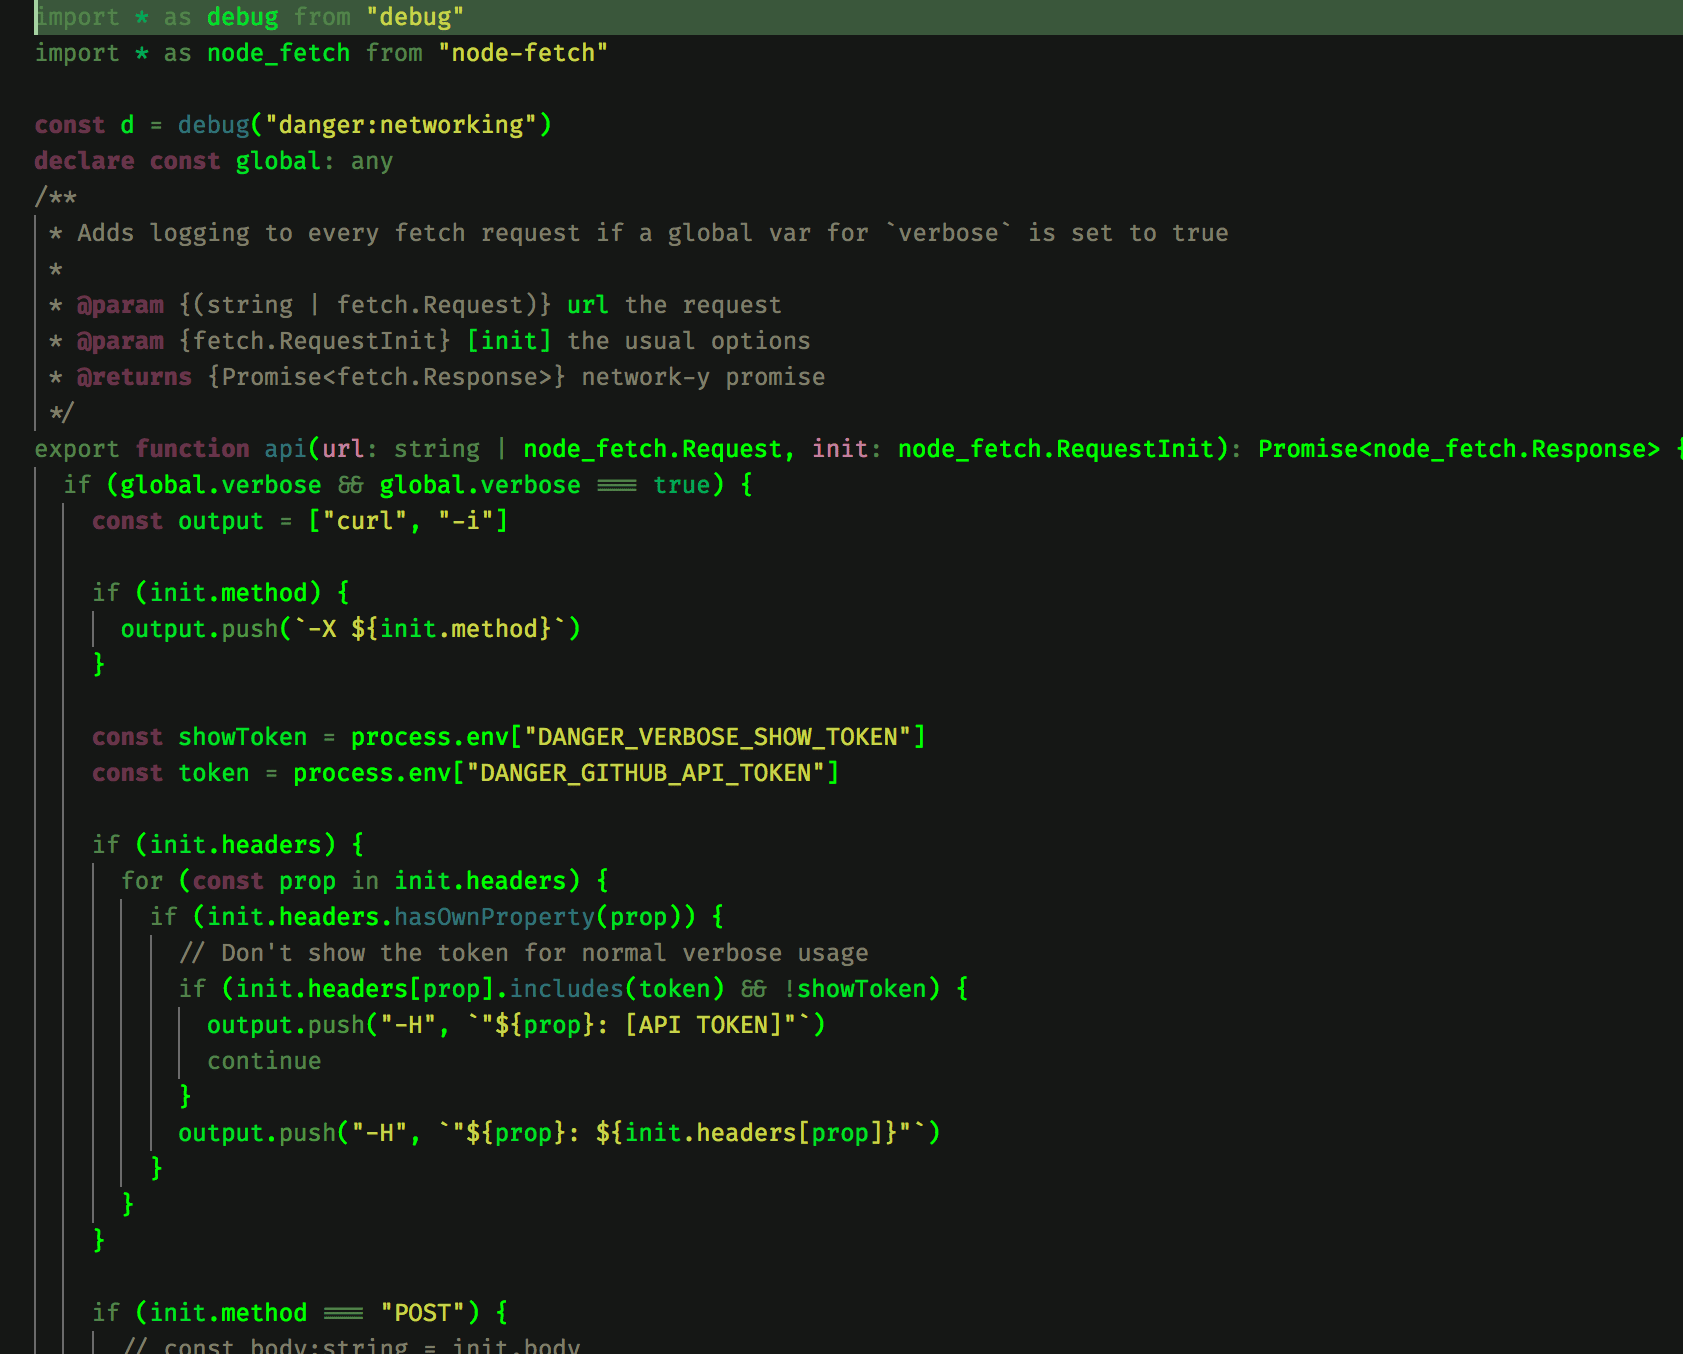 import * as debug from "debug"
import * as node_fetch from "node-fetch"
const d = debug("danger:networking")
declare const global: any
/**
* Adds logging to every fetch request if a global var for `verbose` is set to true
*
* @param {(string | fetch.Request)} url the request
* @param {fetch.RequestInit} [init] the usual options
* @returns {Promise<fetch.Response>} network-y promise
*/
export function api(url: string | node_fetch.Request, init: node_fetch.RequestInit): Promise<node_fetch.Response> {
if (global.verbose && global.verbose === true) {
const output = ["curl", "-i"]
if (init.method) {
output.push(`-X ${init.method}`)
}
const showToken = process.env["DANGER_VERBOSE_SHOW_TOKEN"]
const token = process.env["DANGER_GITHUB_API_TOKEN"]
if (init.headers) {
for (const prop in init.headers) {
if (init.headers.hasOwnProperty(prop)) {
// Don't show the token for normal verbose usage
if (init.headers[prop].includes(token) && !showToken) {
output.push("-H", `"${prop}: [API TOKEN]"`)
continue
}
output.push("-H", `"${prop}: ${init.headers[prop]}"`)
}
}
}
if (init.method === "POST") {
// const body:string = init.body